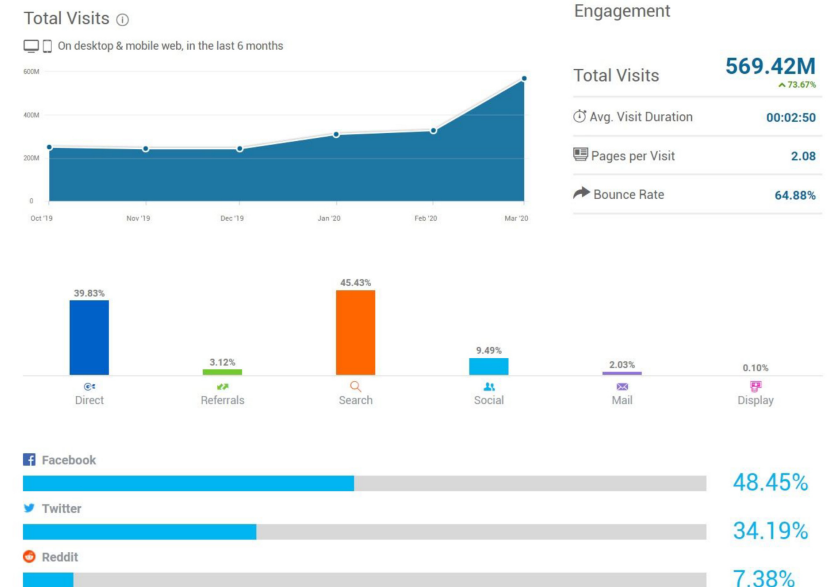 Total Visits
On desktop & mobile web, in the last 6 months
600M
400M
200M
0
Oct '19 Nov '19 Dec '19 Jan '20 Feb '20 Mar '20
Engagement
Total Visits 569.42M
73.67%
Avg. Visit Duration 00:02:50
Pages per Visit 2.08
Bounce Rate 64.88%
39.83% 3.12% 45.43% 9.49% 2.03% 0.10%
Direct Referrals Search Social Mail Display
Facebook
48.45%
Twitter
34.19%
Reddit
7.38%